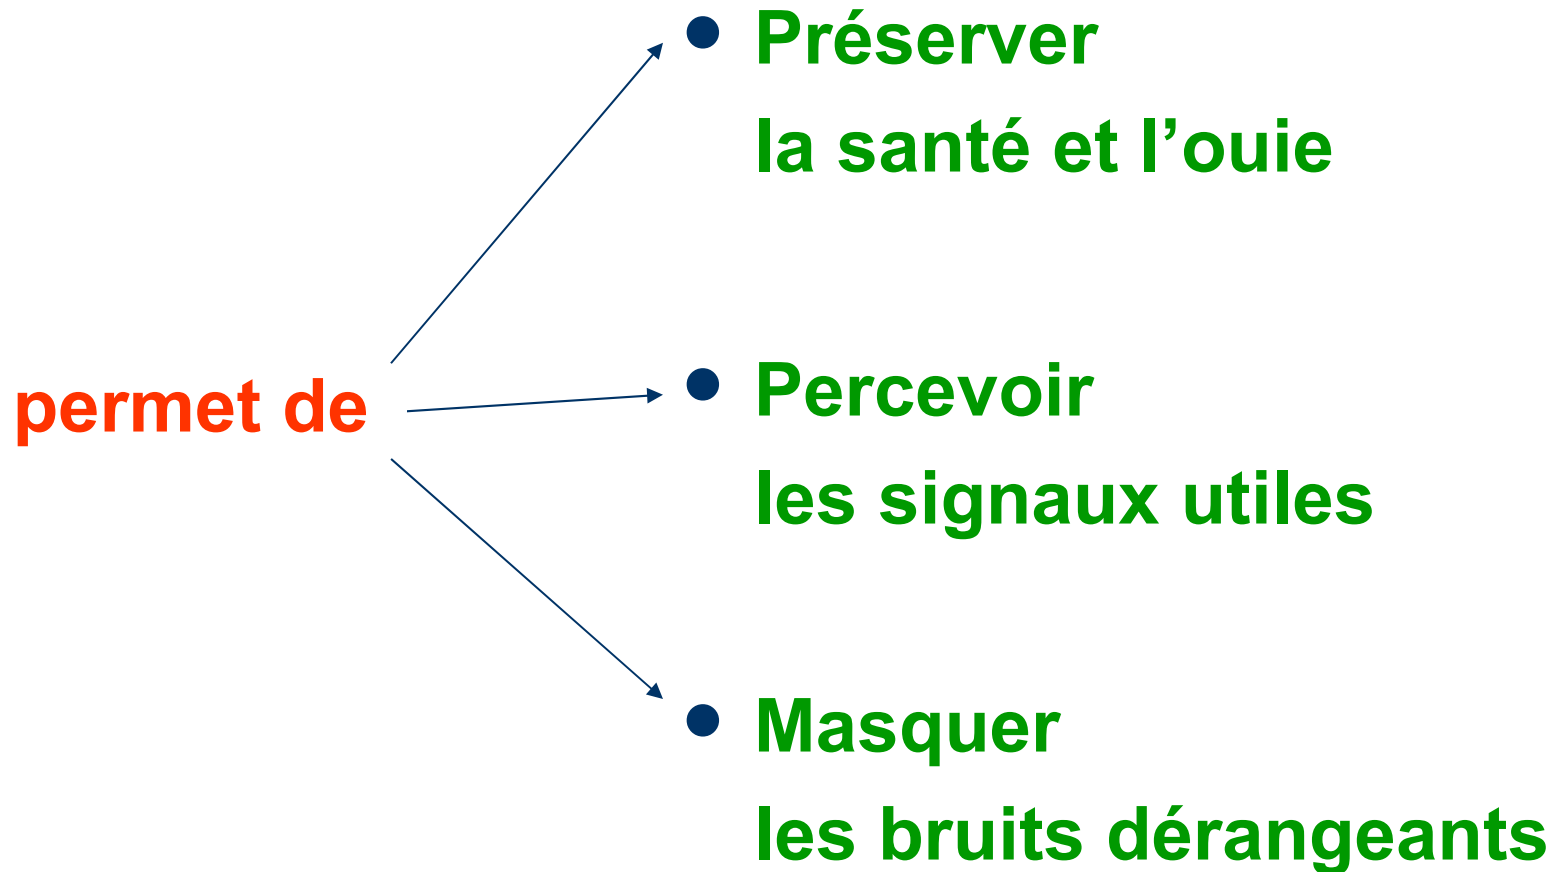 permet de
• Préserver
la santé et l’ouie
• Percevoir
les signaux utiles
• Masquer
les bruits dérangeants